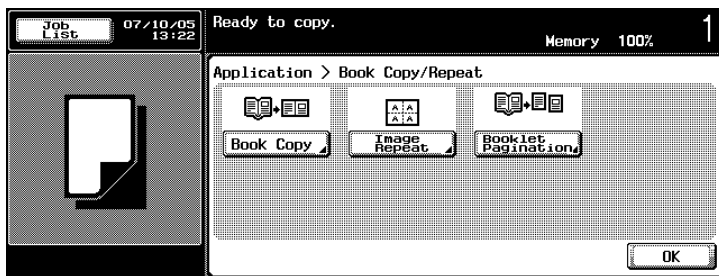 Job
List
07/10/05
13:22
Ready to copy.
Memory 100%
1
Application > Book Copy/Repeat
A A
A A
Book Copy
Image
Repeat
Booklet
Pagination
OK